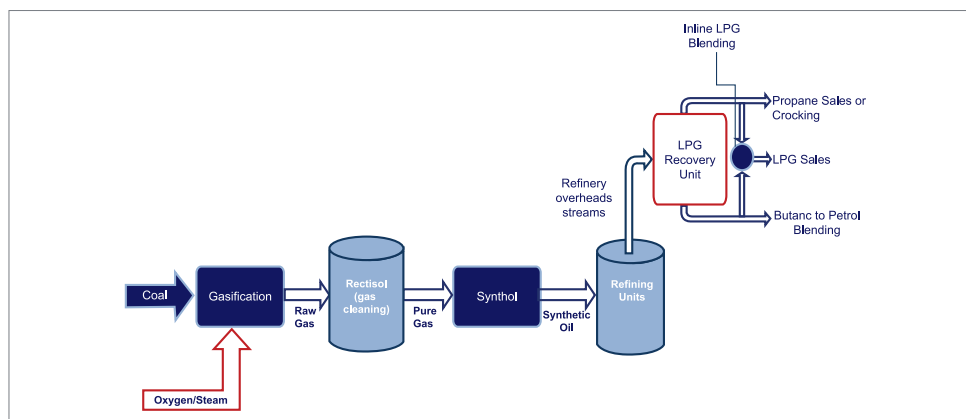 Inline LPG
Blending
Propane Sales or
Crocking
LPG
Recovery
Unit
LPG Sales
Refinery
overheads
streams
Butanc to Petrol
Blending
Coal
Gasification
Raw
Gas
Rectisol
(gas
cleaning)
Pure
Gas
Synthol
Synthetic
Oil
Refining
Units
Oxygen/Steam